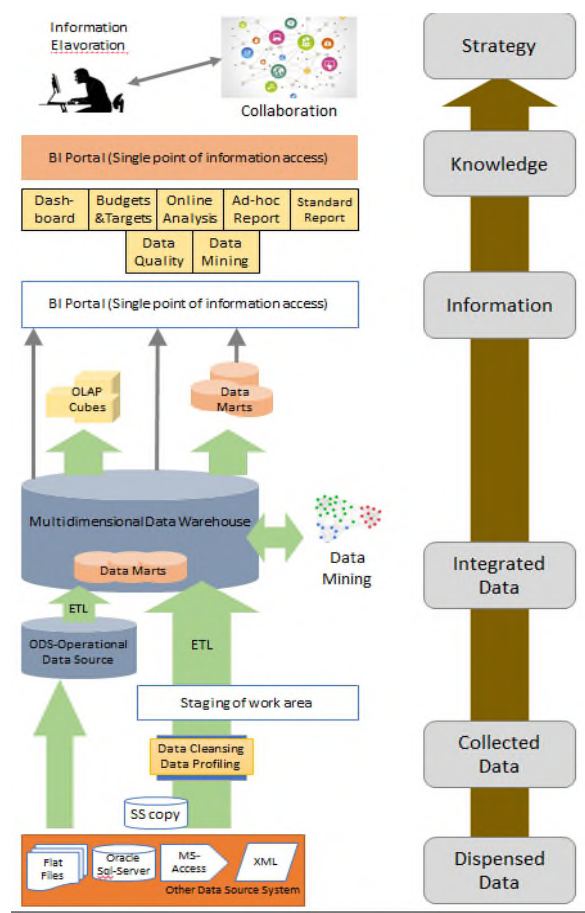 Information
Elavoration
Collaboration
Strategy
BI Portal (Single point of information access)
Knowledge
Dash-
board
Budgets
&Targets
Online
Analysis
Ad-hoc
Report
Standard
Report
Data
Quality
Data
Mining
BI Portal (Single point of information access)
Information
OLAP
Cubes
Data
Marts
Multidimensional Data Warehouse
Data Marts
Data
Mining
Integrated
Data
ETL
ODS-Operational
Data Source
ETL
Staging of work area
Data Cleansing
Data Profiling
Collected
Data
SS copy
Flat
Files
Oracle
Sql-Server
MS-
Access
XML
Other Data Source System
Dispensed
Data